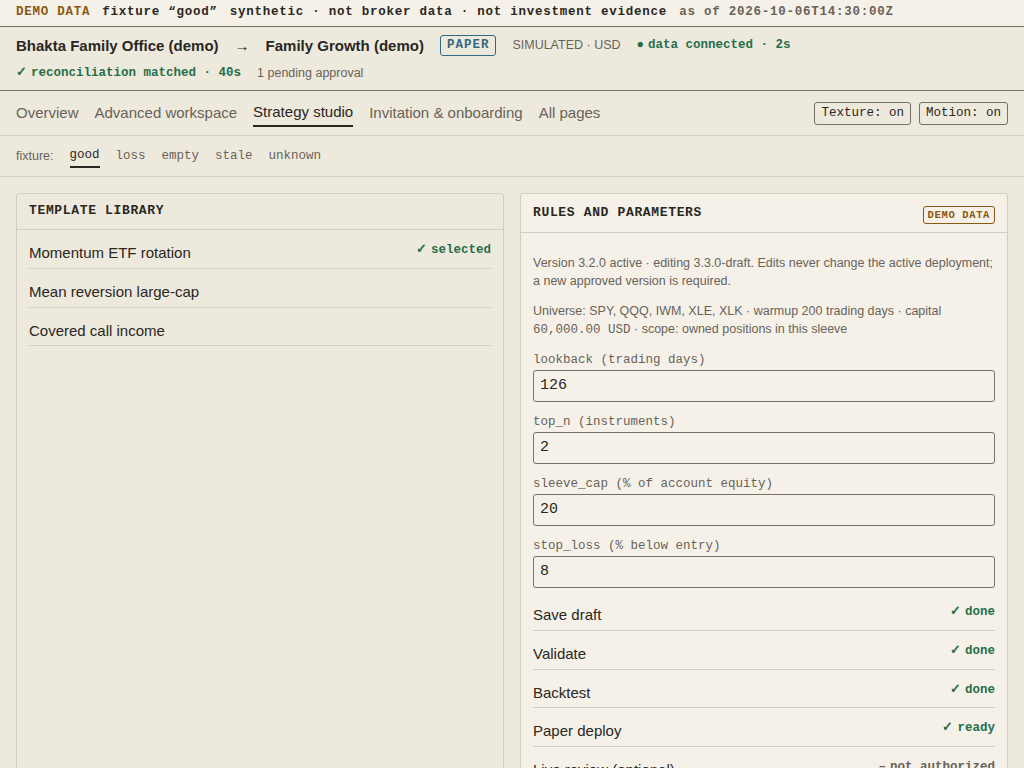 DEMO DATA fixture “good” synthetic · not broker data · not investment evidence as of 2026-10-06T14:30:00Z
Bhakta Family Office (demo) → Family Growth (demo) PAPER SIMULATED · USD ● data connected · 2s
✓ reconciliation matched · 40s 1 pending approval
Overview Advanced workspace Strategy studio Invitation & onboarding All pages Texture: on Motion: on
fixture: good loss empty stale unknown
TEMPLATE LIBRARY
Momentum ETF rotation ✓ selected
Mean reversion large-cap
Covered call income
RULES AND PARAMETERS DEMO DATA
Version 3.2.0 active · editing 3.3.0-draft. Edits never change the active deployment;
a new approved version is required.
Universe: SPY, QQQ, IWM, XLE, XLK · warmup 200 trading days · capital
60,000.00 USD · scope: owned positions in this sleeve
lookback (trading days)
126
top_n (instruments)
2
sleeve_cap (% of account equity)
20
stop_loss (% below entry)
8
Save draft ✓ done
Validate ✓ done
Backtest ✓ done
Paper deploy ✓ ready
Live review (optional) – not authorized